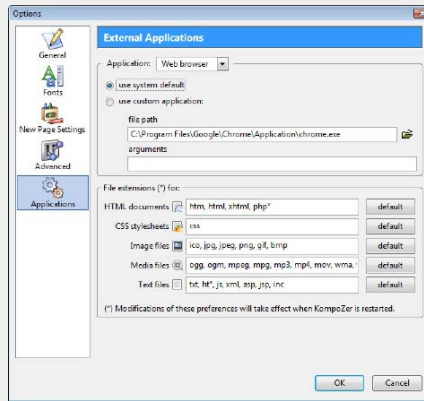 Options
General
Fonts
New Page Settings
Advanced
Applications
External Applications
Application: Web browser
use system default
use custom application:
file path
C:\Program Files\Google\Chrome\Application\chrome.exe
arguments
File extensions (*) for:
HTML documents htm, html, xhtml, php* default
CSS stylesheets css default
Image files ico, jpg, jpeg, png, gif, bmp default
Media files ogg, ogm, mpeg, mpg, mp3, mp4, mov, wma, default
Text files txt, ht*, js, xml, asp, jsp, inc default
(*) Modifications of these preferences will take effect when KompoZer is restarted.
OK Cancel